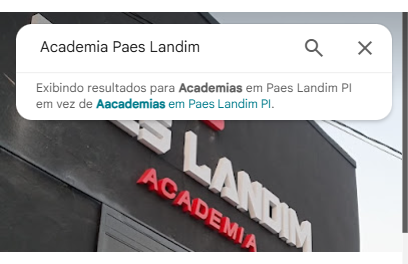 Academia Paes Landim
Exibindo resultados para Academias em Paes Landim PI
em vez de Aacademias em Paes Landim PI.
ES LANDIM
ACADEMIA